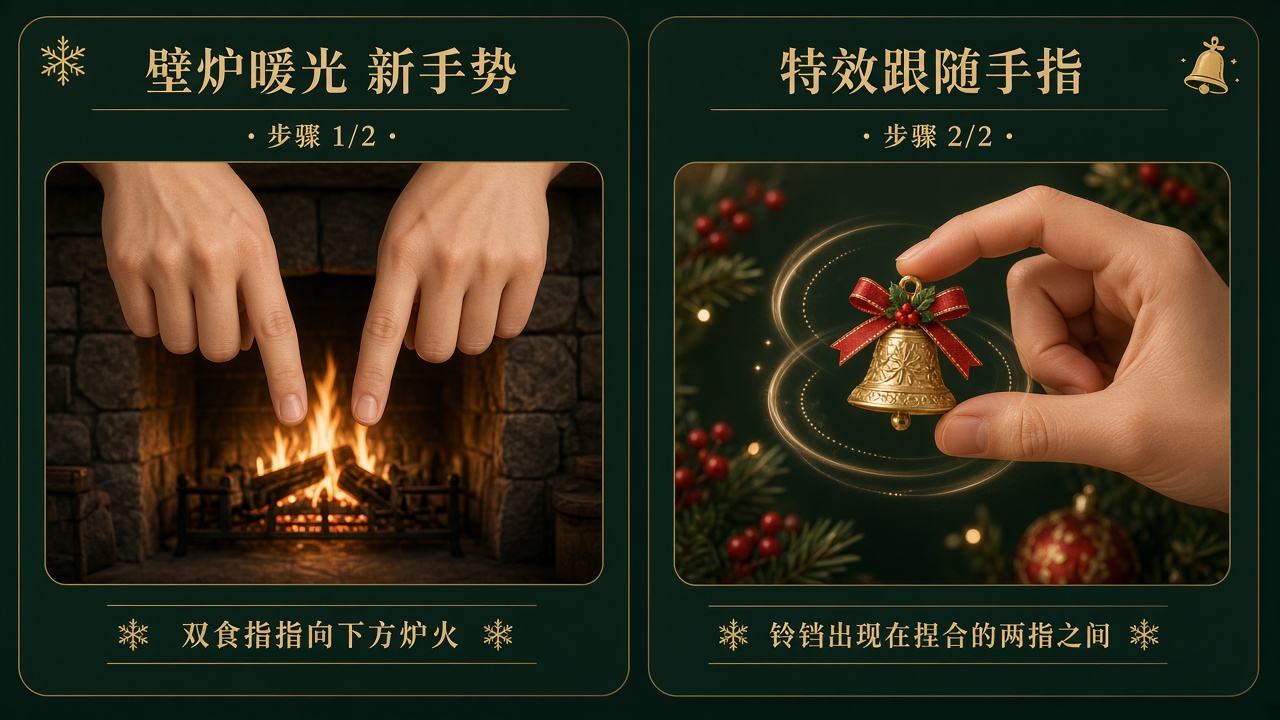 壁炉暖光 新手势
· 步骤 1/2 ·
双食指指向下方炉火
特效跟随手指
· 步骤 2/2 ·
铃铛出现在捏合的两指之间